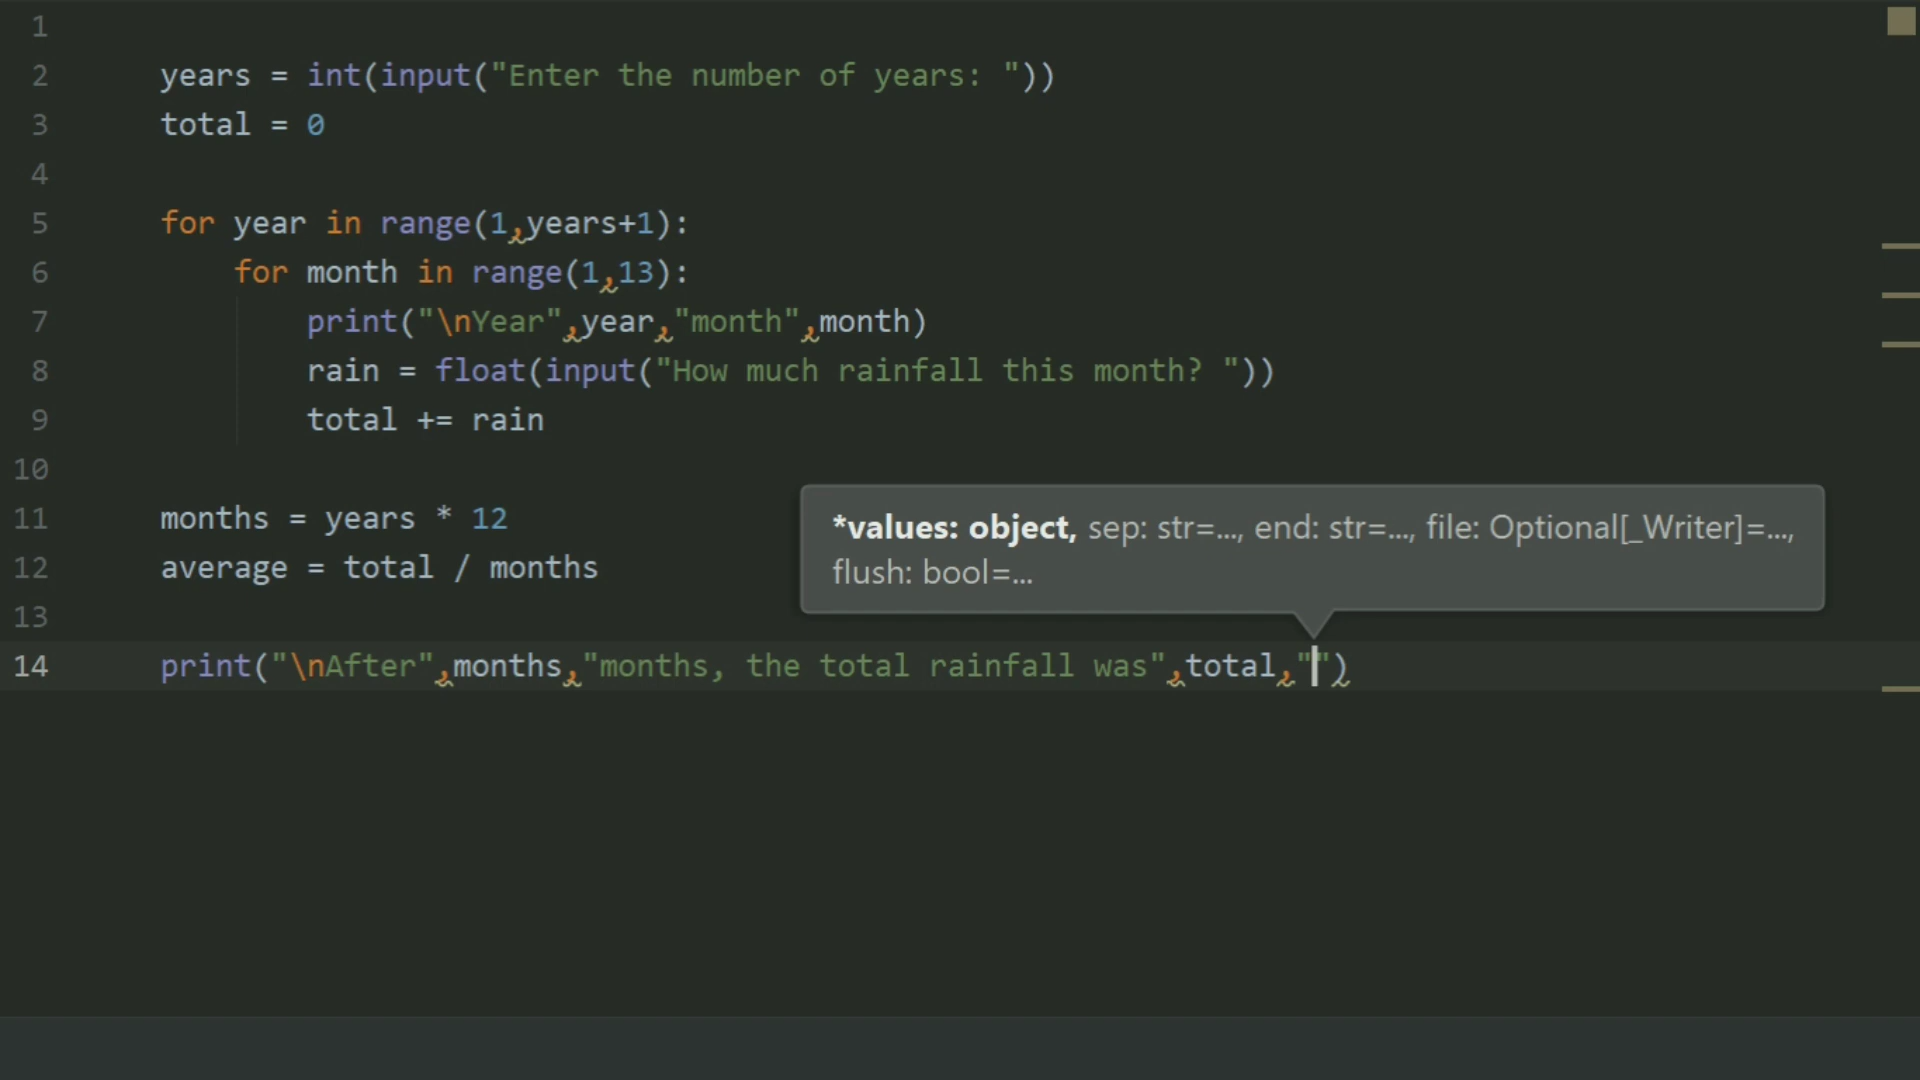 1
2 years = int(input("Enter the number of years: "))
3 total = 0
4
5 for year in range(1,years+1):
6     for month in range(1,13):
7         print("\nYear",year,"month",month)
8         rain = float(input("How much rainfall this month? "))
9         total += rain
10
11 months = years * 12
*values: object, sep: str=..., end: str=..., file: Optional[_Writer]=...,
12 average = total / months
flush: bool=...
13
14 print("\nAfter",months,"months, the total rainfall was",total,"")